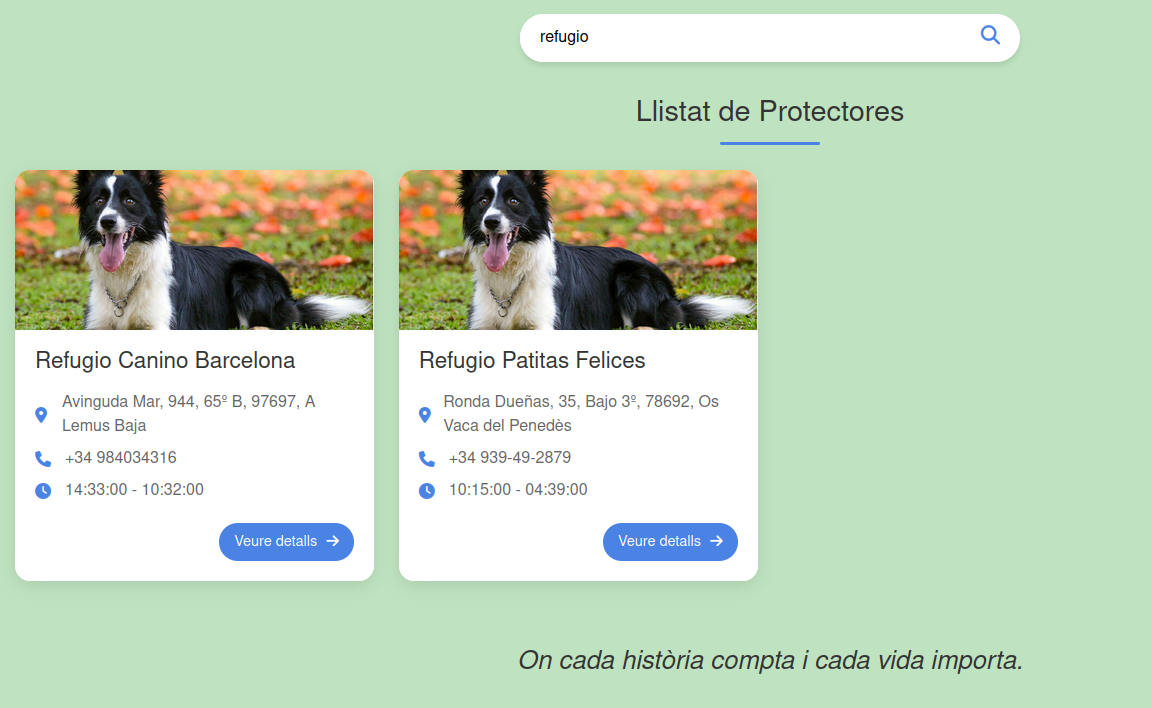 refugio
Llistat de Protectores
Refugio Canino Barcelona
Avinguda Mar, 944, 65º B, 97697, A
Lemus Baja
+34 984034316
14:33:00 - 10:32:00
Veure detalls
Refugio Patitas Felices
Ronda Dueñas, 35, Bajo 3º, 78692, Os
Vaca del Penedès
+34 939-49-2879
10:15:00 - 04:39:00
Veure detalls
On cada història compta i cada vida importa.